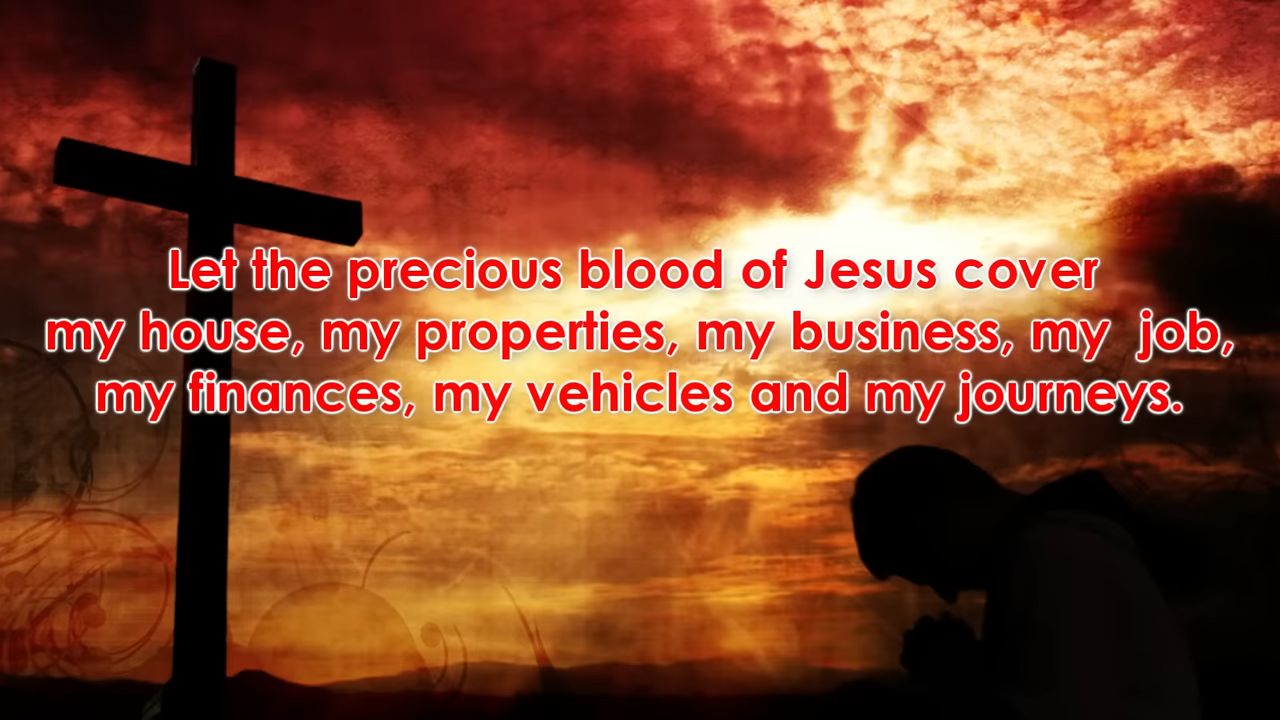 Let the precious blood of Jesus cover
my house, my properties, my business, my  job,
my finances, my vehicles and my journeys.